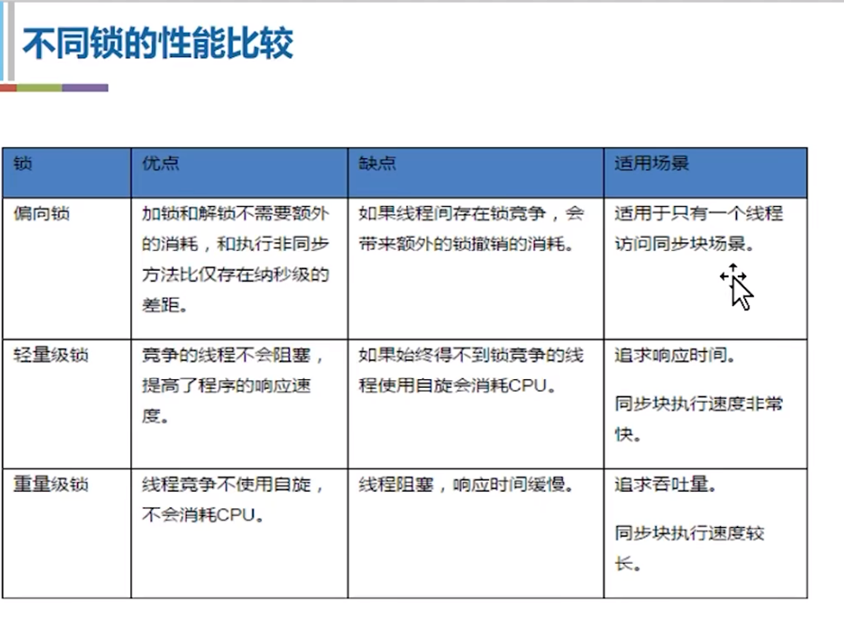 不同锁的性能比较
锁
优点
缺点
适用场景
偏向锁
加锁和解锁不需要额外
的消耗，和执行非同步
方法比仅存在纳秒级的
差距。
如果线程间存在锁竞争，会
带来额外的锁撤销的消耗。
适用于只有一个线程
访问同步块场景。
轻量级锁
竞争的线程不会阻塞，
提高了程序的响应速
度。
如果始终得不到锁竞争的线
程使用自旋会消耗CPU。
追求响应时间。
同步块执行速度非常
快。
重量级锁
线程竞争不使用自旋，
不会消耗CPU。
线程阻塞，响应时间缓慢。
追求吞吐量。
同步块执行速度较
长。